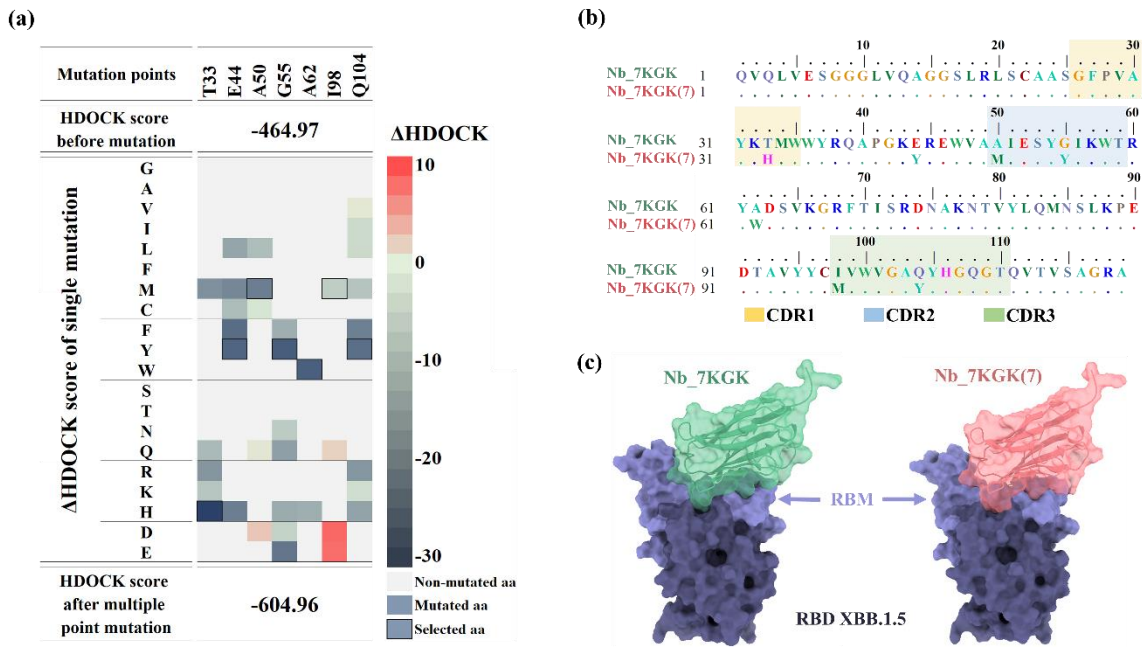 (a)
Mutation points
T33 E44 A50 G55 A62 I98 Q104
HDOCK score
before mutation
-464.97
ΔHDOCK score of single mutation
G
A
V
I
L
F
M
C
F
Y
W
S
T
N
Q
R
K
H
D
E
HDOCK score
after multiple
point mutation
-604.96
ΔHDOCK
10
0
-10
-20
-30
Non-mutated aa
Mutated aa
Selected aa
(b)
10 20 30
Nb_7KGK 1 QVQLVESGGGLVQAGGSLRLSCAASGFPVA
Nb_7KGK(7) 1 ..............................
40 50 60
Nb_7KGK 31 YKTMWWYRQAPGKEREWVAAIESYGIKWTR
Nb_7KGK(7) 31 ..H..........Y.....M....Y.....
70 80 90
Nb_7KGK 61 YADSVKGRFTISRDNAKNTVYLQMNSLKPE
Nb_7KGK(7) 61 .W............................
100 110
Nb_7KGK 91 DTAVYYCIVWVGAQYHGQGTQVTVSAGRA
Nb_7KGK(7) 91 .......M.....Y...............
CDR1 CDR2 CDR3
(c)
Nb_7KGK
Nb_7KGK(7)
RBM
RBD XBB.1.5